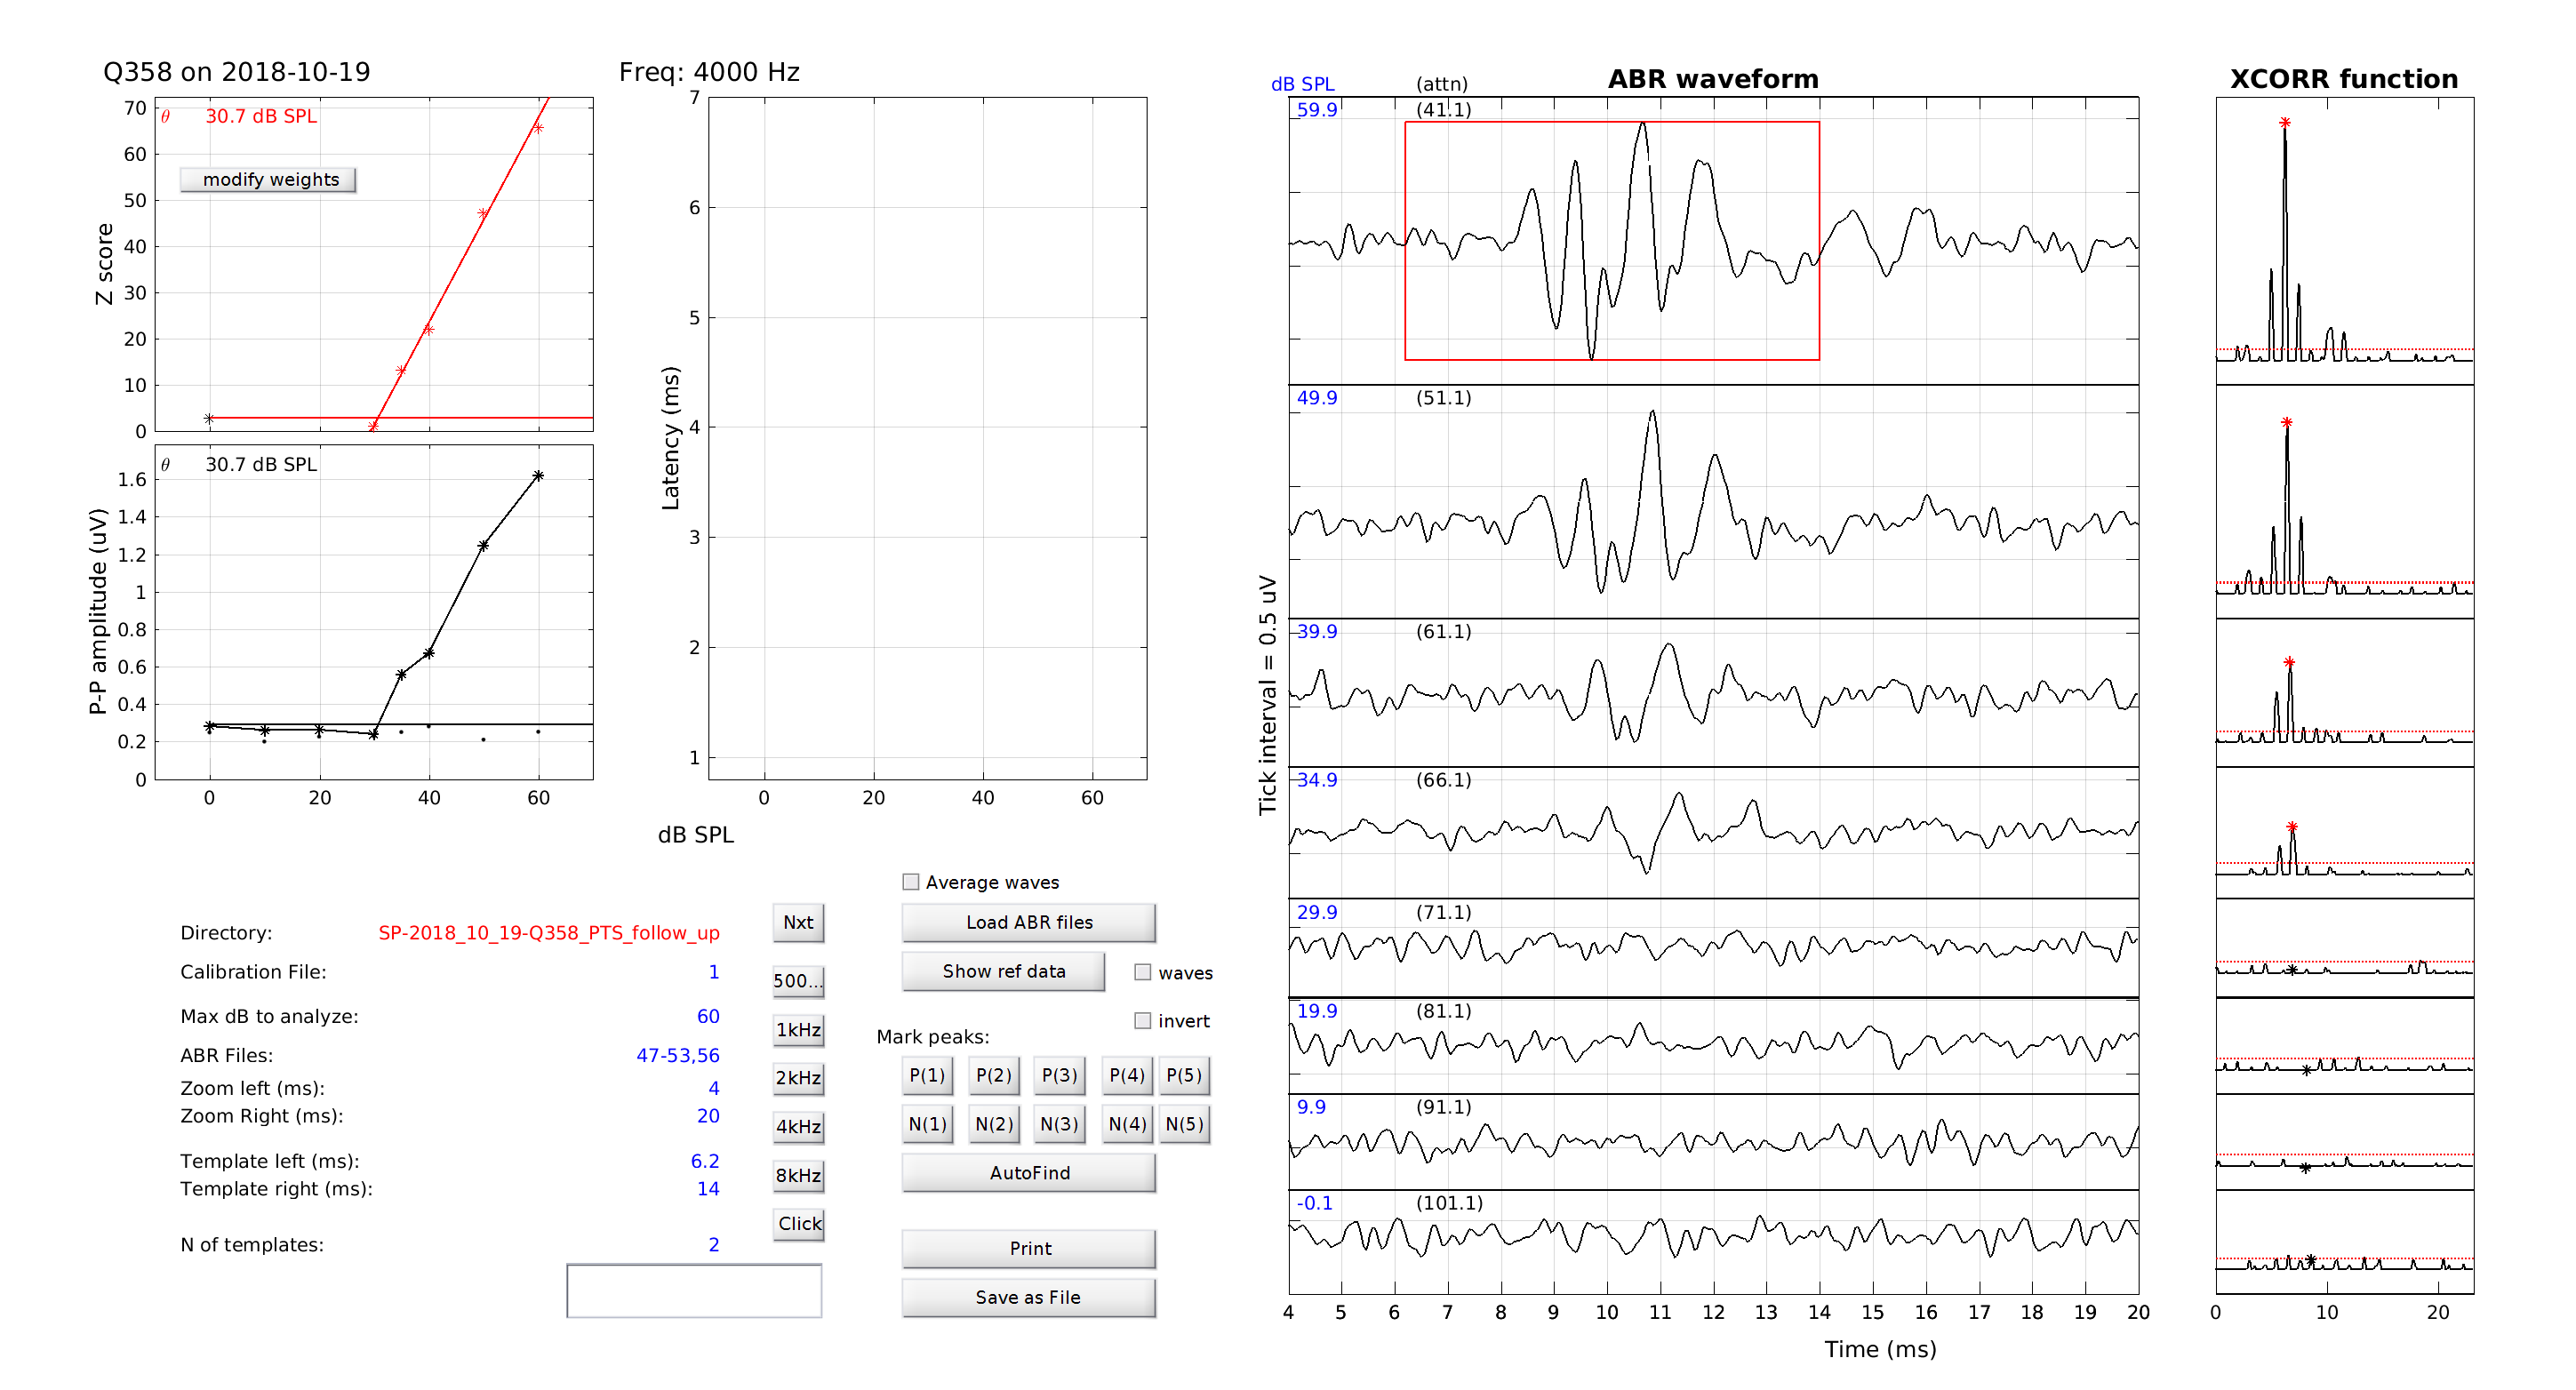 Q358 on 2018-10-19
Freq: 4000 Hz
θ 30.7 dB SPL
modify weights
Z score
70
60
50
40
30
20
10
0
θ 30.7 dB SPL
P-P amplitude (uV)
1.6
1.4
1.2
1
0.8
0.6
0.4
0.2
0
0 20 40 60
Latency (ms)
7
6
5
4
3
2
1
0 20 40 60
dB SPL
Directory: SP-2018_10_19-Q358_PTS_follow_up
Calibration File: 1
Max dB to analyze: 60
ABR Files: 47-53,56
Zoom left (ms): 4
Zoom Right (ms): 20
Template left (ms): 6.2
Template right (ms): 14
N of templates: 2
Nxt
500...
1kHz
2kHz
4kHz
8kHz
Click
Average waves
Load ABR files
Show ref data
waves
invert
Mark peaks:
P(1) P(2) P(3) P(4) P(5)
N(1) N(2) N(3) N(4) N(5)
AutoFind
Print
Save as File
dB SPL (attn) ABR waveform
Tick interval = 0.5 uV
59.9 (41.1)
49.9 (51.1)
39.9 (61.1)
34.9 (66.1)
29.9 (71.1)
19.9 (81.1)
9.9 (91.1)
-0.1 (101.1)
4 5 6 7 8 9 10 11 12 13 14 15 16 17 18 19 20
Time (ms)
XCORR function
0 10 20